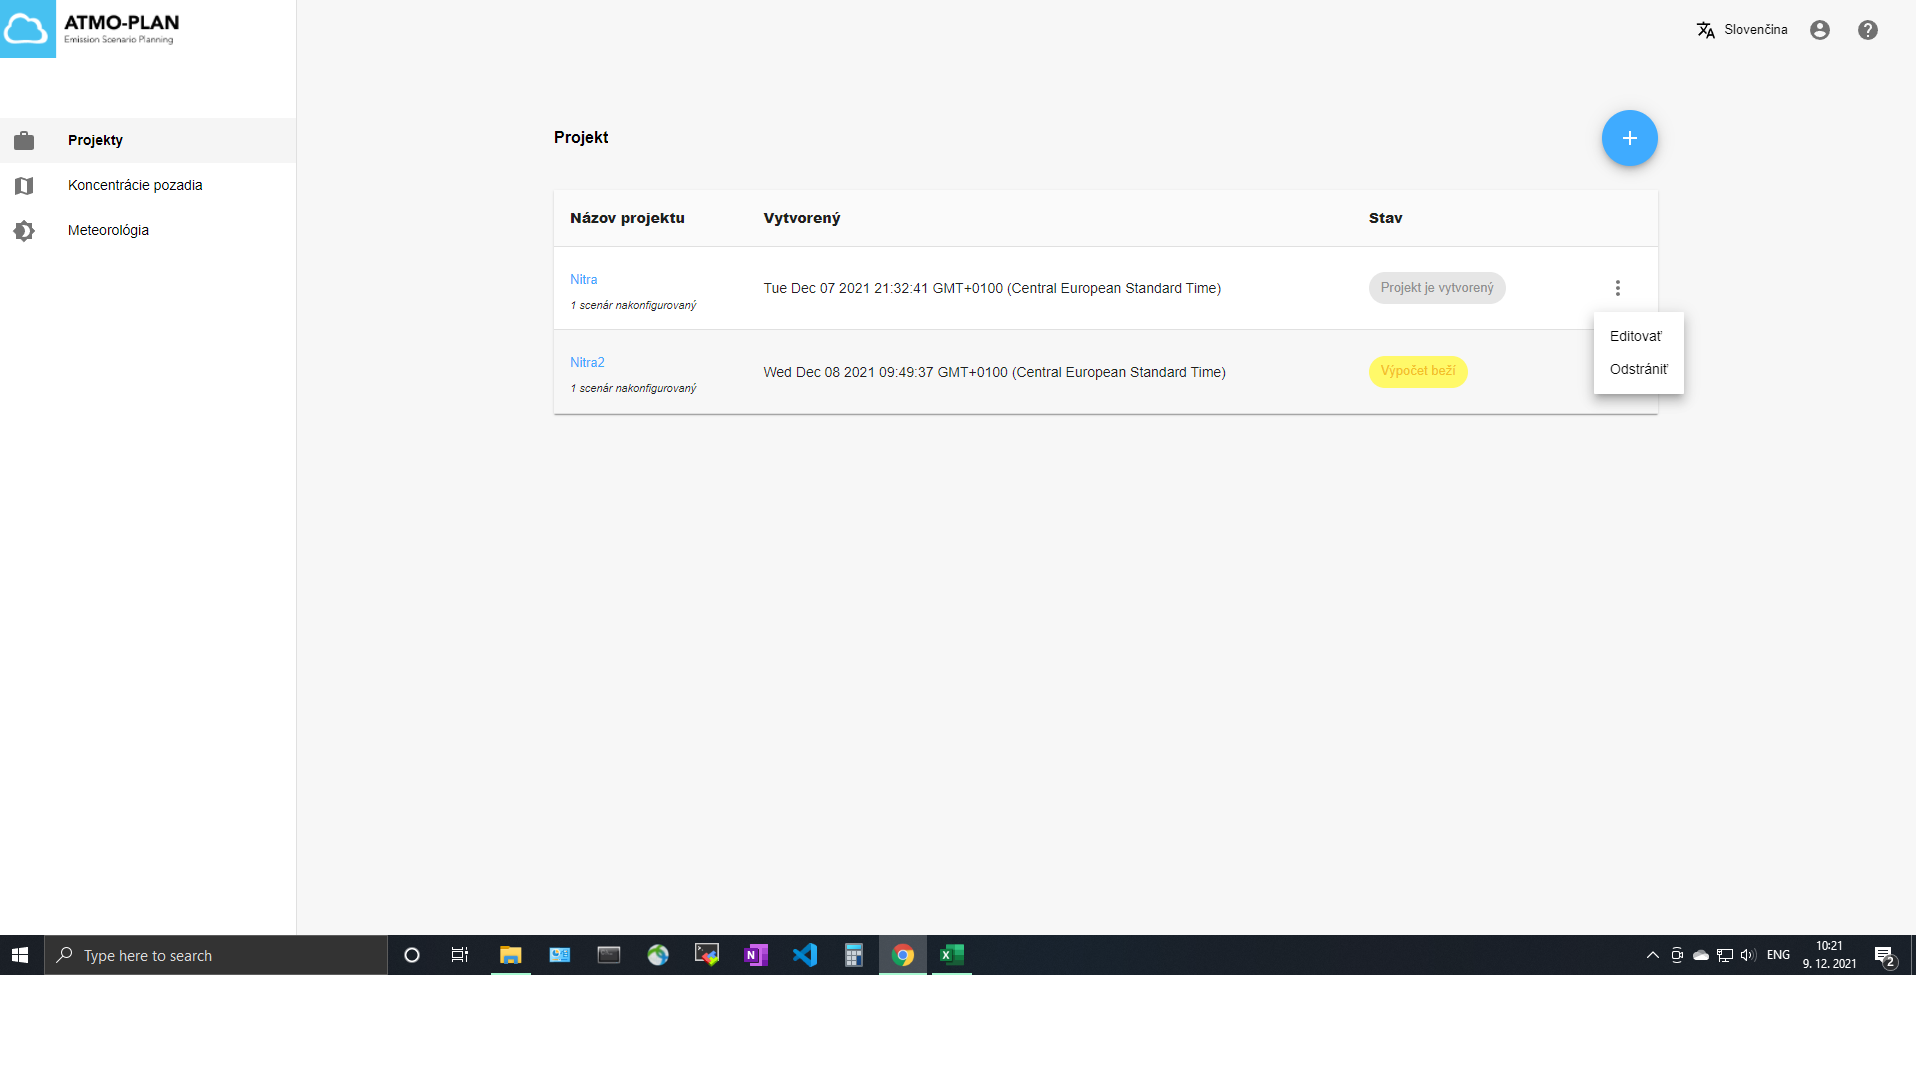 ATMO-PLAN
Emission Scenario Planning
Slovenčina
Projekty
Koncentrácie pozadia
Meteorológia
Projekt
Názov projektu Vytvorený Stav
Nitra
1 scenár nakonfigurovaný
Tue Dec 07 2021 21:32:41 GMT+0100 (Central European Standard Time)
Projekt je vytvorený
Editovať
Odstrániť
Nitra2
1 scenár nakonfigurovaný
Wed Dec 08 2021 09:49:37 GMT+0100 (Central European Standard Time)
Výpočet beží
Type here to search
ENG
10:21
9. 12. 2021
2